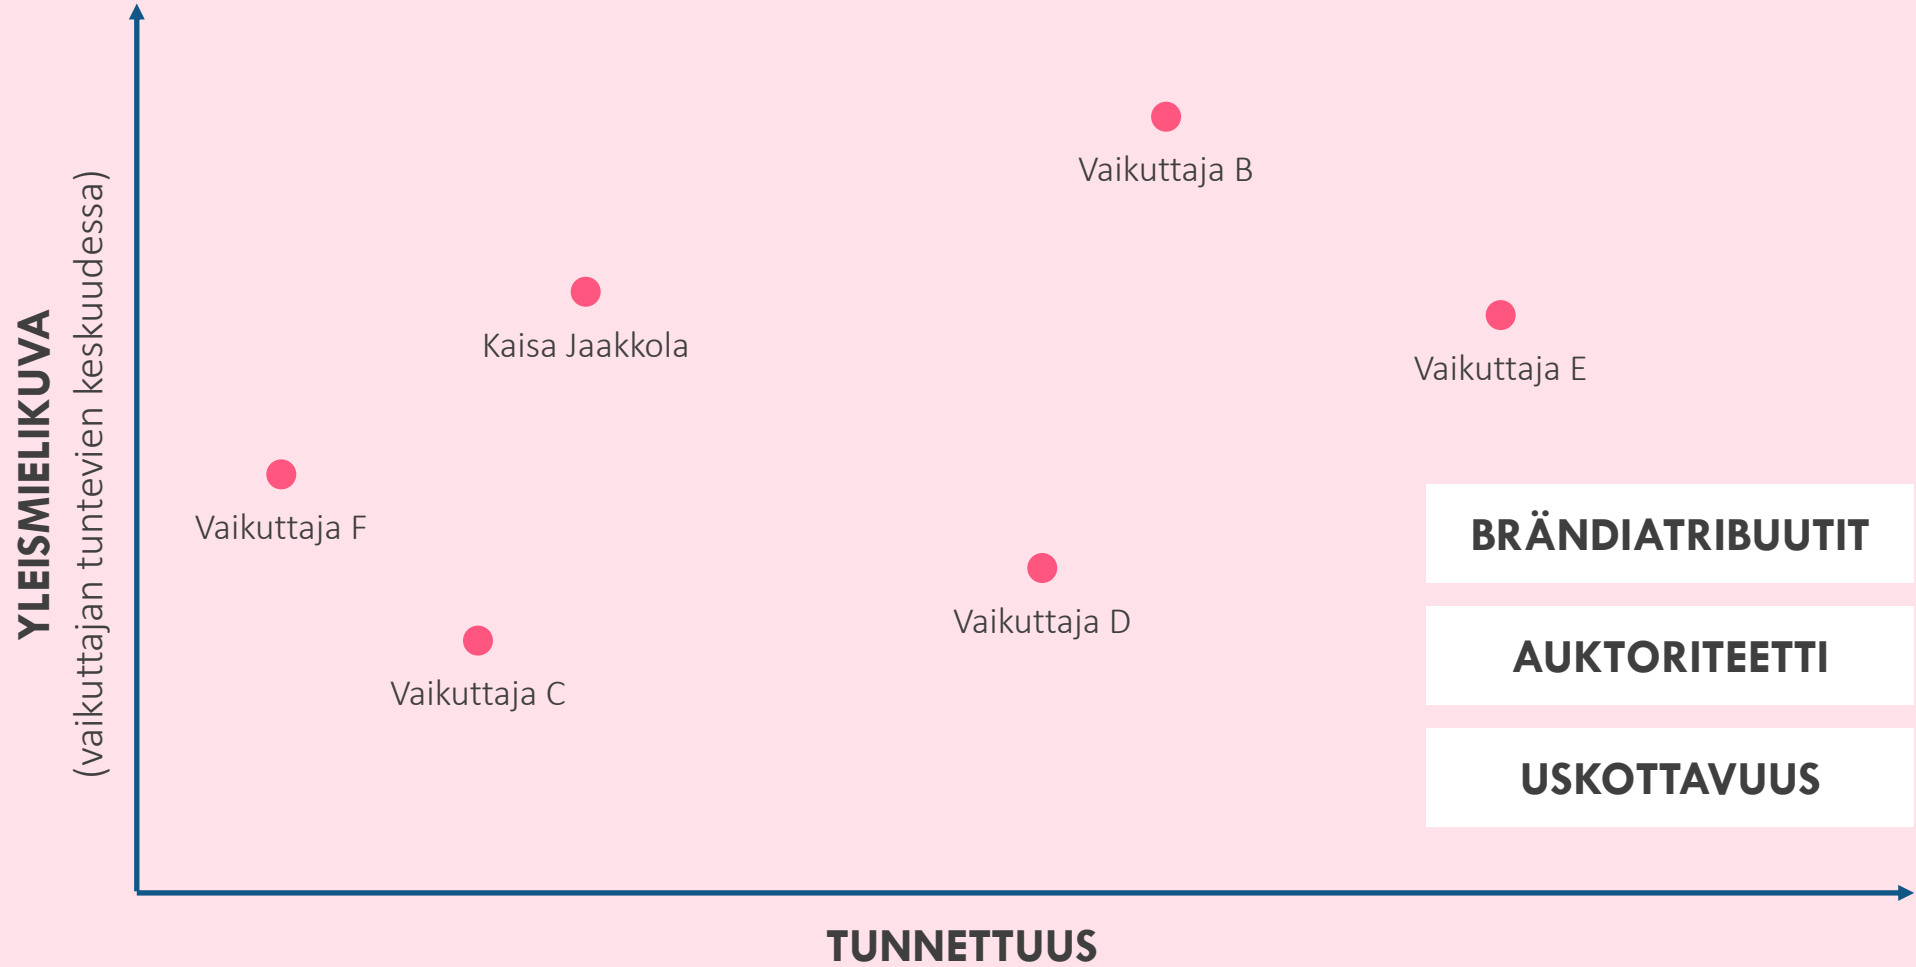 YLEISMIELIKUVA
(vaikuttajan tuntevien keskuudessa)
Vaikuttaja B
Kaisa Jaakkola
Vaikuttaja E
Vaikuttaja F
Vaikuttaja D
Vaikuttaja C
BRÄNDIATRIBUUTIT
AUKTORITEETTI
USKOTTAVUUS
TUNNETTUUS